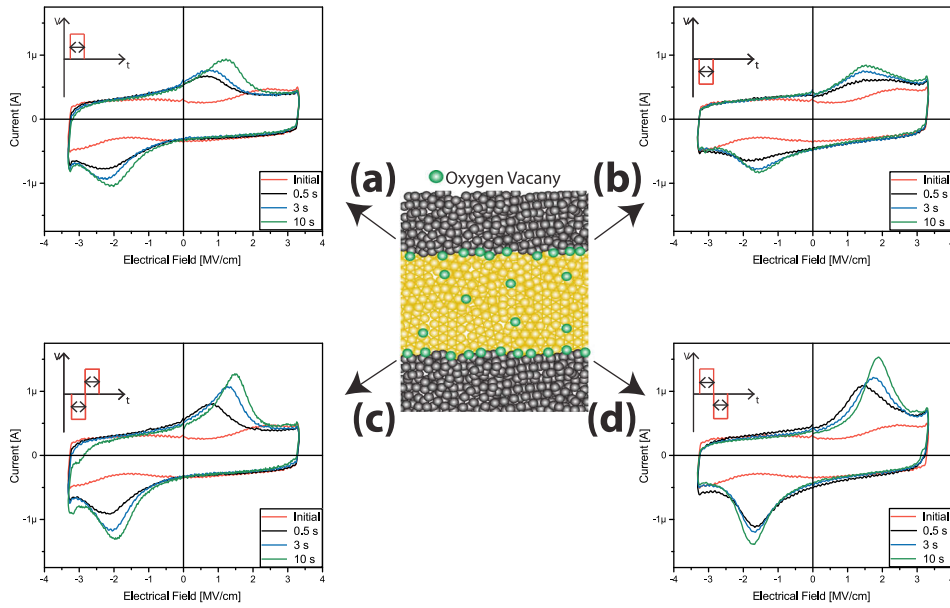 V
t
1µ
0
-1µ
Current [A]
Initial
0.5 s
3 s
10 s
-4 -3 -2 -1 0 1 2 3 4
Electrical Field [MV/cm]
(a)
Oxygen Vacany
(b)
V
t
1µ
0
-1µ
Current [A]
Initial
0.5 s
3 s
10 s
-4 -3 -2 -1 0 1 2 3 4
Electrical Field [MV/cm]
(c)
V
t
1µ
0
-1µ
Current [A]
Initial
0.5 s
3 s
10 s
-4 -3 -2 -1 0 1 2 3 4
Electrical Field [MV/cm]
(d)
V
t
1µ
0
-1µ
Current [A]
Initial
0.5 s
3 s
10 s
-4 -3 -2 -1 0 1 2 3 4
Electrical Field [MV/cm]